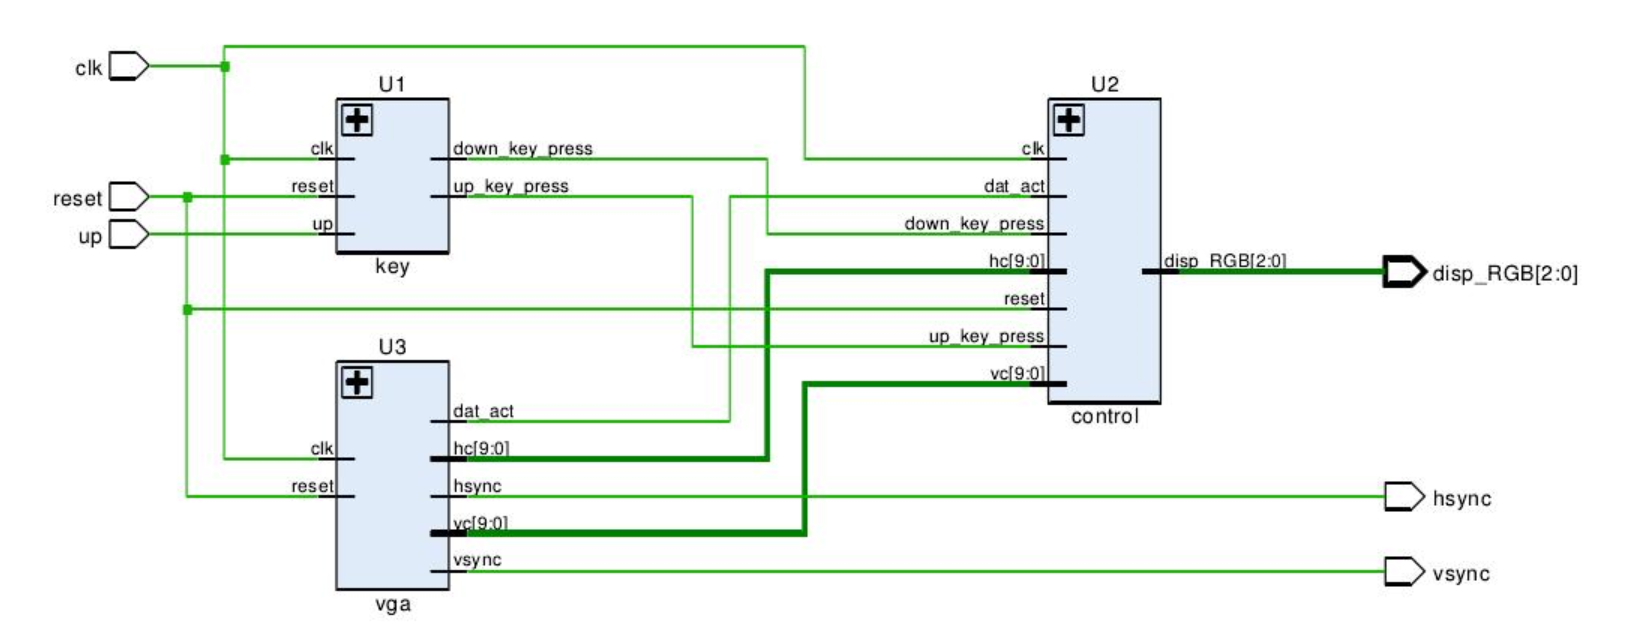 clk
U1
U2
clk
down_key_press
clk
reset
reset
up_key_press
dat_act
up
up
down_key_press
key
hc[9:0]
disp_RGB[2:0]
disp_RGB[2:0]
reset
U3
up_key_press
vc[9:0]
dat_act
control
clk
hc[9:0]
reset
hsync
hsync
vc[9:0]
vsync
vsync
vga